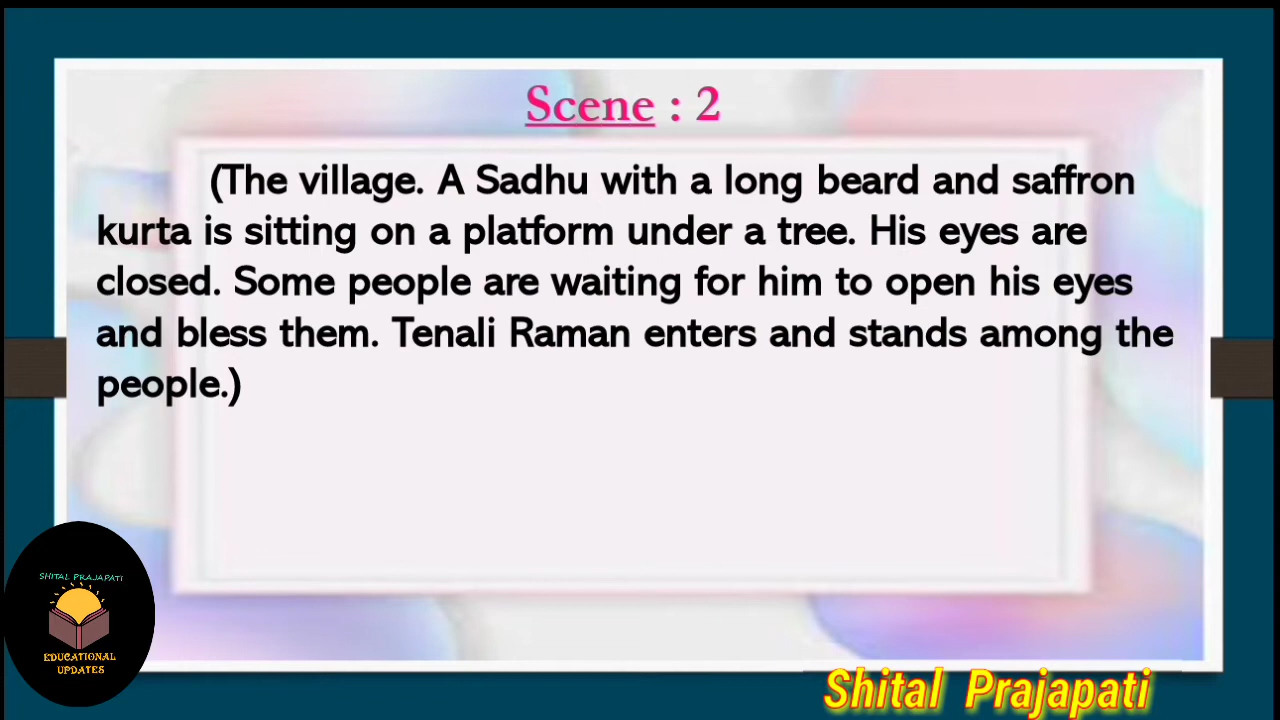 Scene : 2
(The village. A Sadhu with a long beard and saffron
kurta is sitting on a platform under a tree. His eyes are
closed. Some people are waiting for him to open his eyes
and bless them. Tenali Raman enters and stands among the
people.)
SHITAL PRAJAPATI
EDUCATIONAL
UPDATES
Shital Prajapati